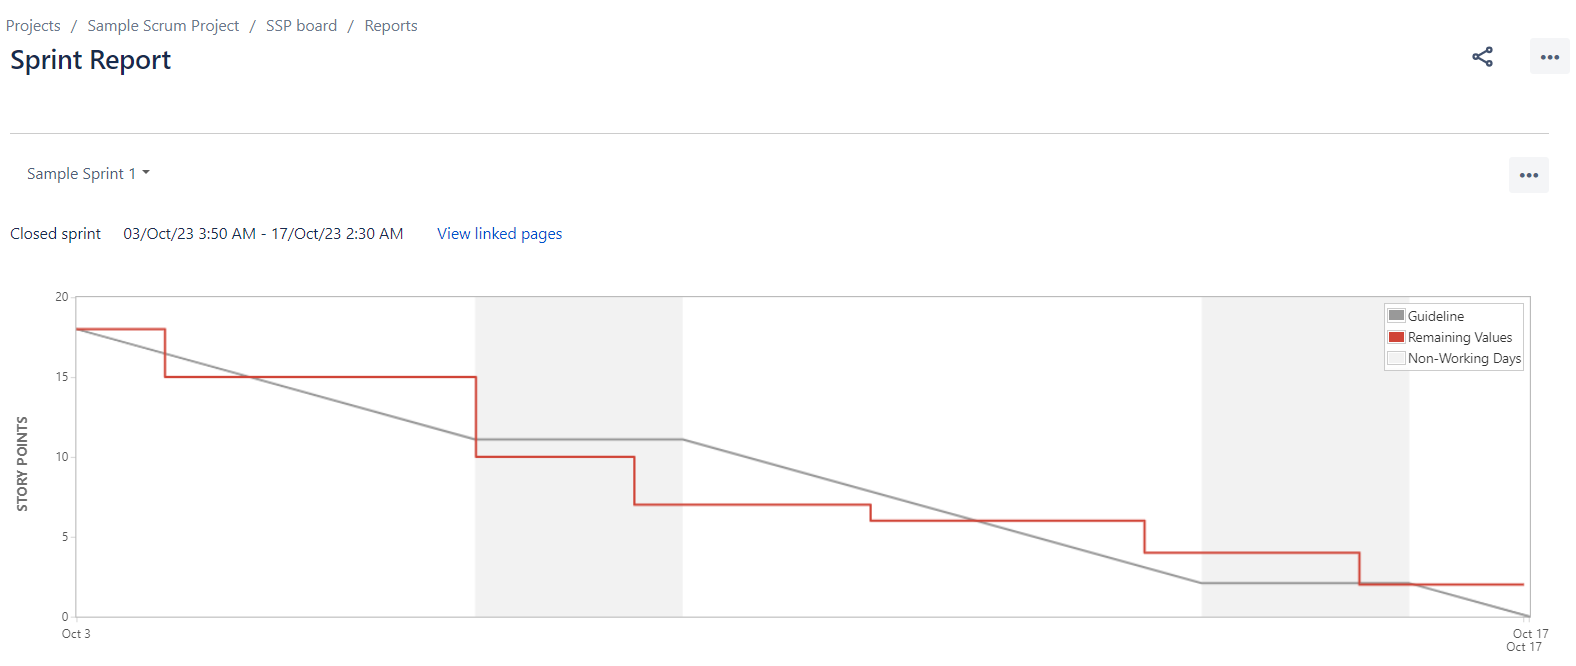 Projects / Sample Scrum Project / SSP board / Reports
Sprint Report
Sample Sprint 1
Closed sprint 03/Oct/23 3:50 AM - 17/Oct/23 2:30 AM View linked pages
20
15
10
5
0
STORY POINTS
Guideline
Remaining Values
Non-Working Days
Oct 3
Oct 17
Oct 17